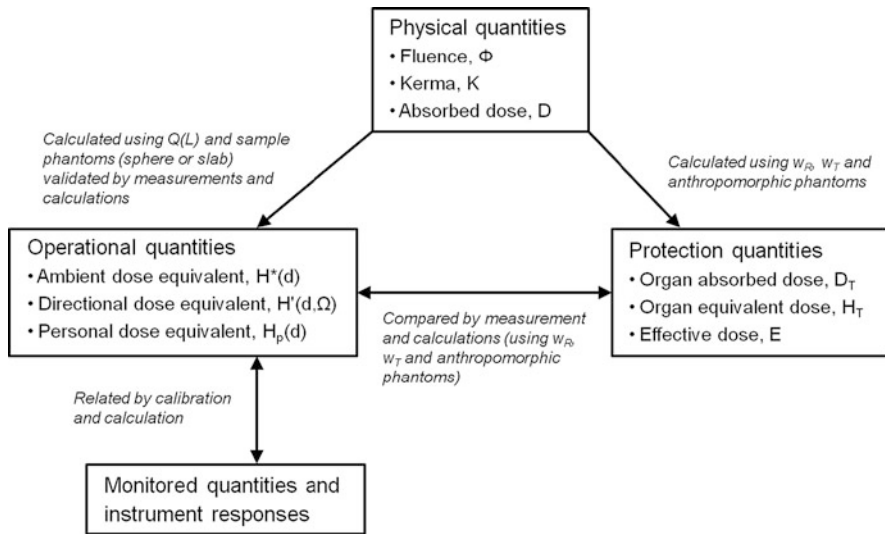 Physical quantities
• Fluence, Φ
• Kerma, K
• Absorbed dose, D
Calculated using Q(L) and sample
phantoms (sphere or slab)
validated by measurements and
calculations
Calculated using w_R, w_T and
anthropomorphic phantoms
Operational quantities
• Ambient dose equivalent, H*(d)
• Directional dose equivalent, H'(d,Ω)
• Personal dose equivalent, H_p(d)
Protection quantities
• Organ absorbed dose, D_T
• Organ equivalent dose, H_T
• Effective dose, E
Compared by measurement
and calculations (using w_R,
w_T and anthropomorphic
phantoms)
Related by calibration
and calculation
Monitored quantities and
instrument responses